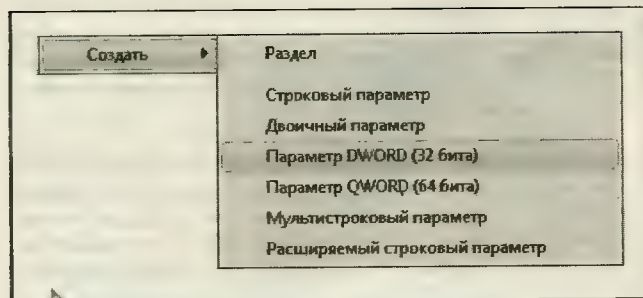 Создать
Раздел
Строковый параметр
Двоичный параметр
Параметр DWORD (32 бита)
Параметр QWORD (64 бита)
Мультистроковый параметр
Расширяемый строковый параметр